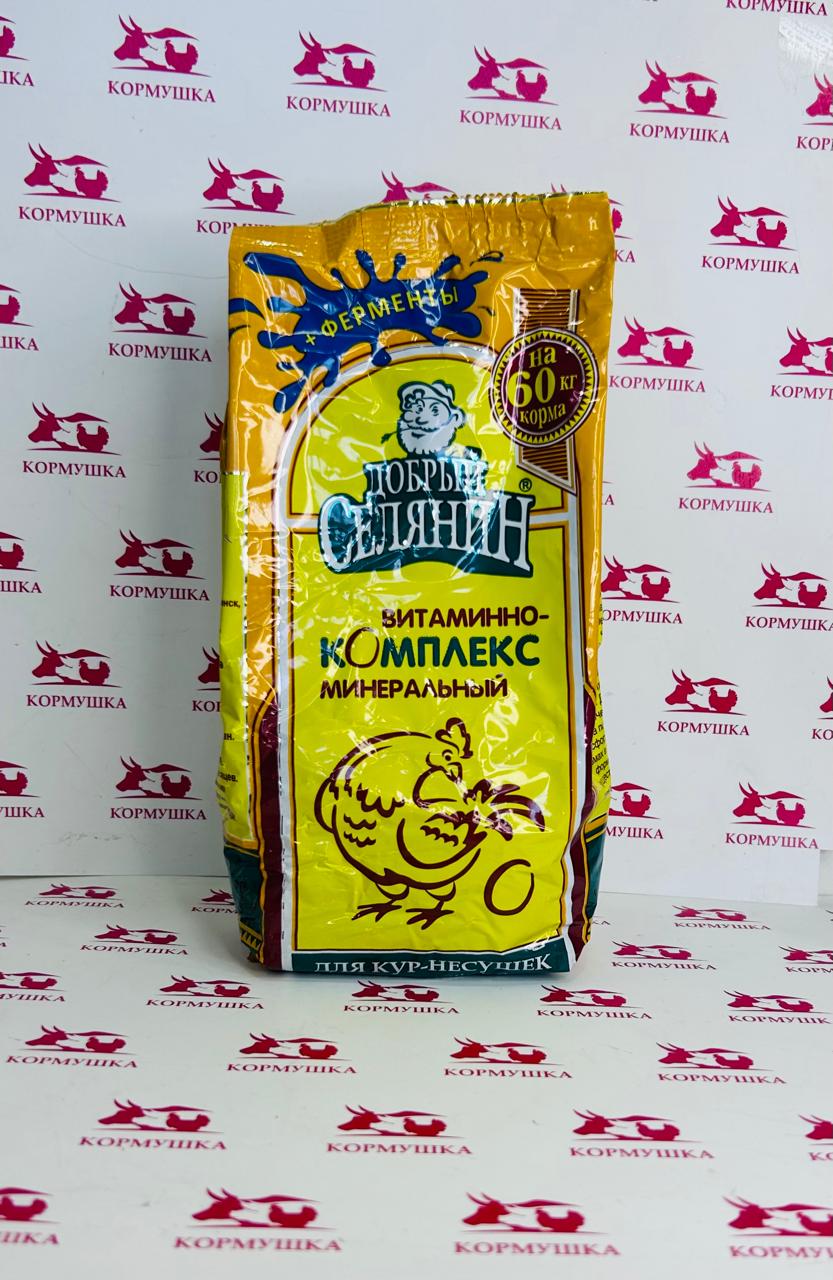 КОРМУШКА
+ ФЕРМЕНТЫ
на
60 кг
корма
ДОБРЫЙ
СЕЛЯНИН®
ВИТАМИННО-
КОМПЛЕКС
МИНЕРАЛЬНЫЙ
ДЛЯ КУР-НЕСУШЕК